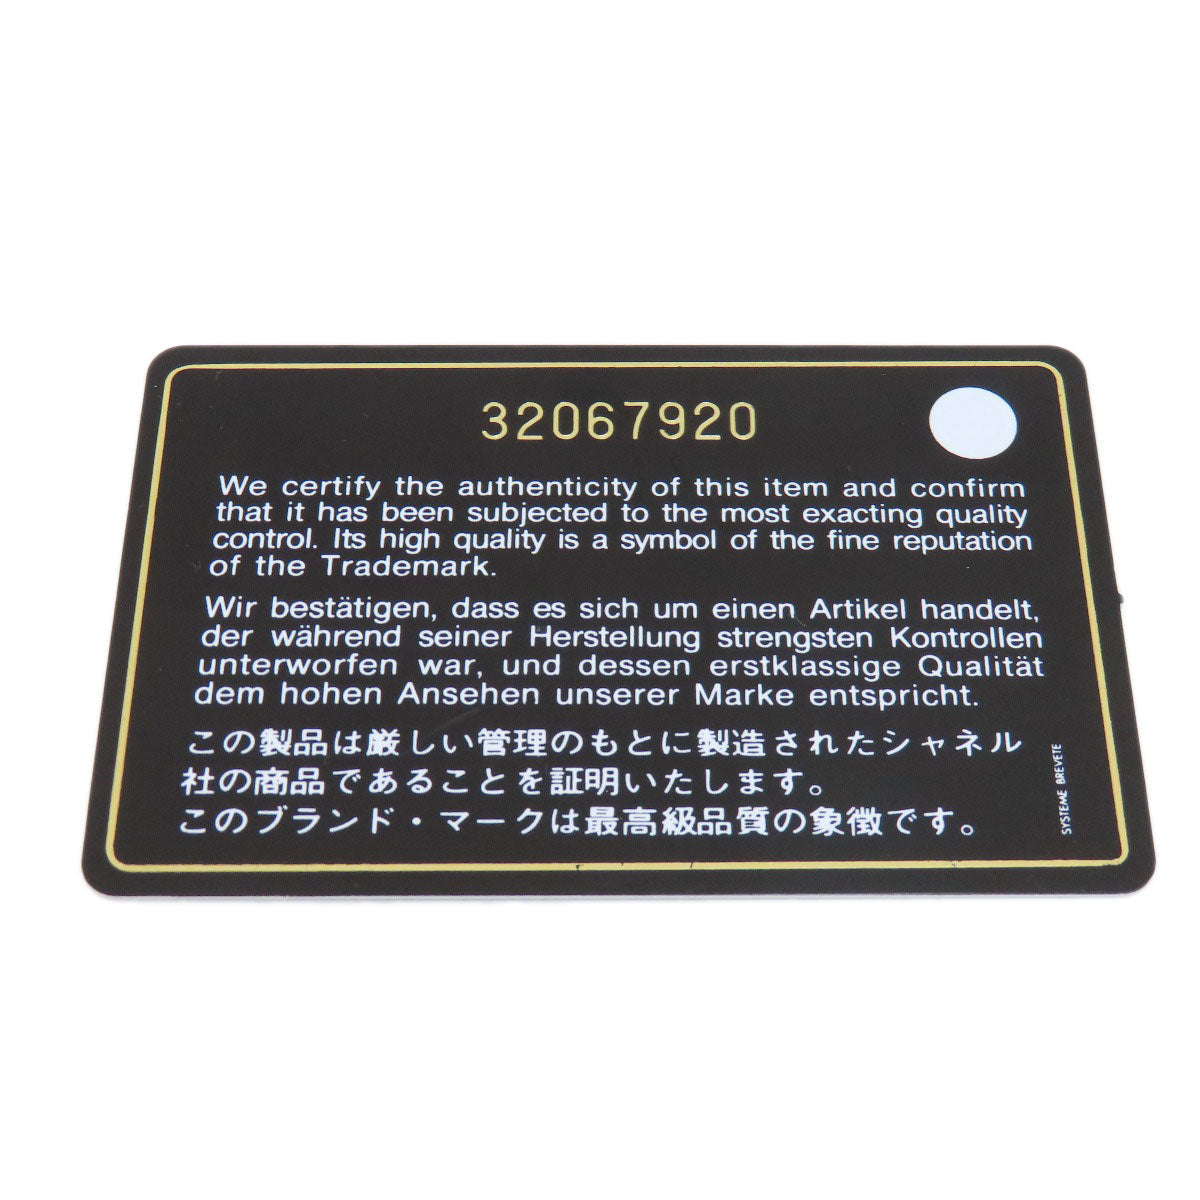 32067920
We certify the authenticity of this item and confirm
that it has been subjected to the most exacting quality
control. Its high quality is a symbol of the fine reputation
of the Trademark.
Wir bestätigen, dass es sich um einen Artikel handelt,
der während seiner Herstellung strengsten Kontrollen
unterworfen war, und dessen erstklassige Qualität
dem hohen Ansehen unserer Marke entspricht.
この製品は厳しい管理のもとに製造されたシャネル
社の商品であることを証明いたします。
このブランド・マークは最高級品質の象徴です。
SYSTEME BREVETE